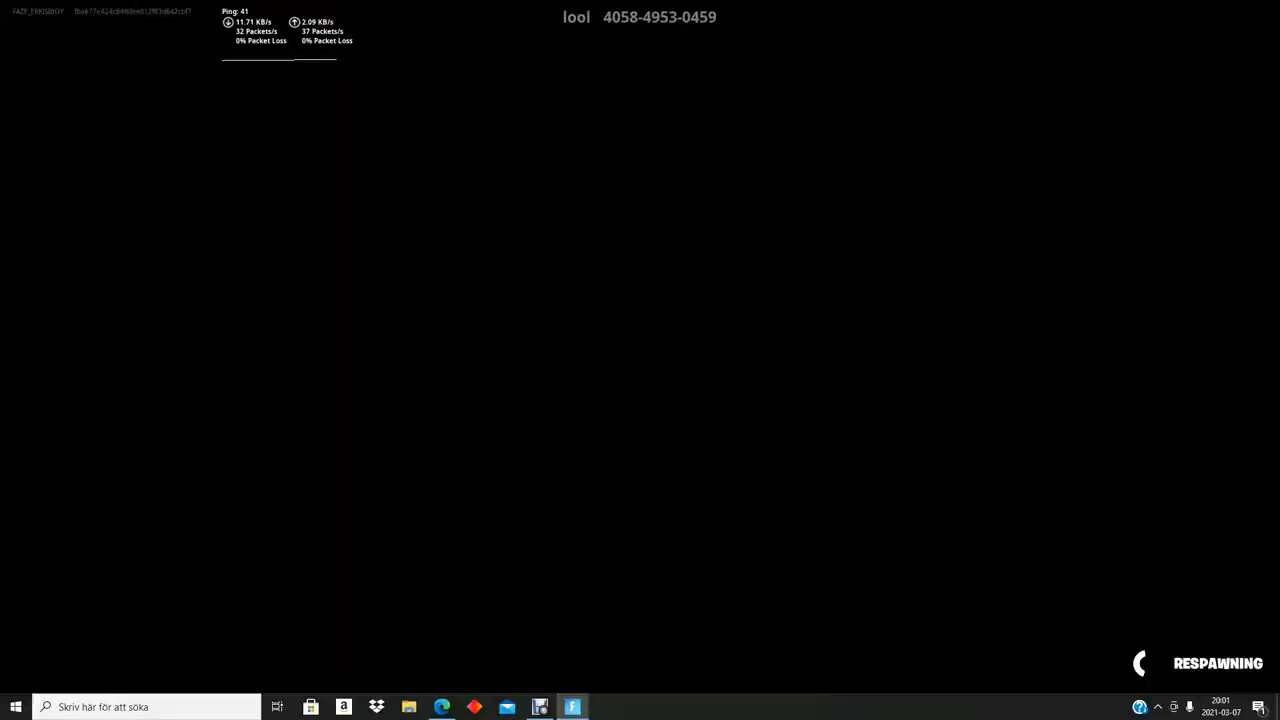 Ping: 41
11.71 KB/s 2.09 KB/s
32 Packets/s 37 Packets/s
0% Packet Loss 0% Packet Loss
lool 4058-4953-0459
RESPAWNING
Skriv här för att söka
20:01
2021-03-07